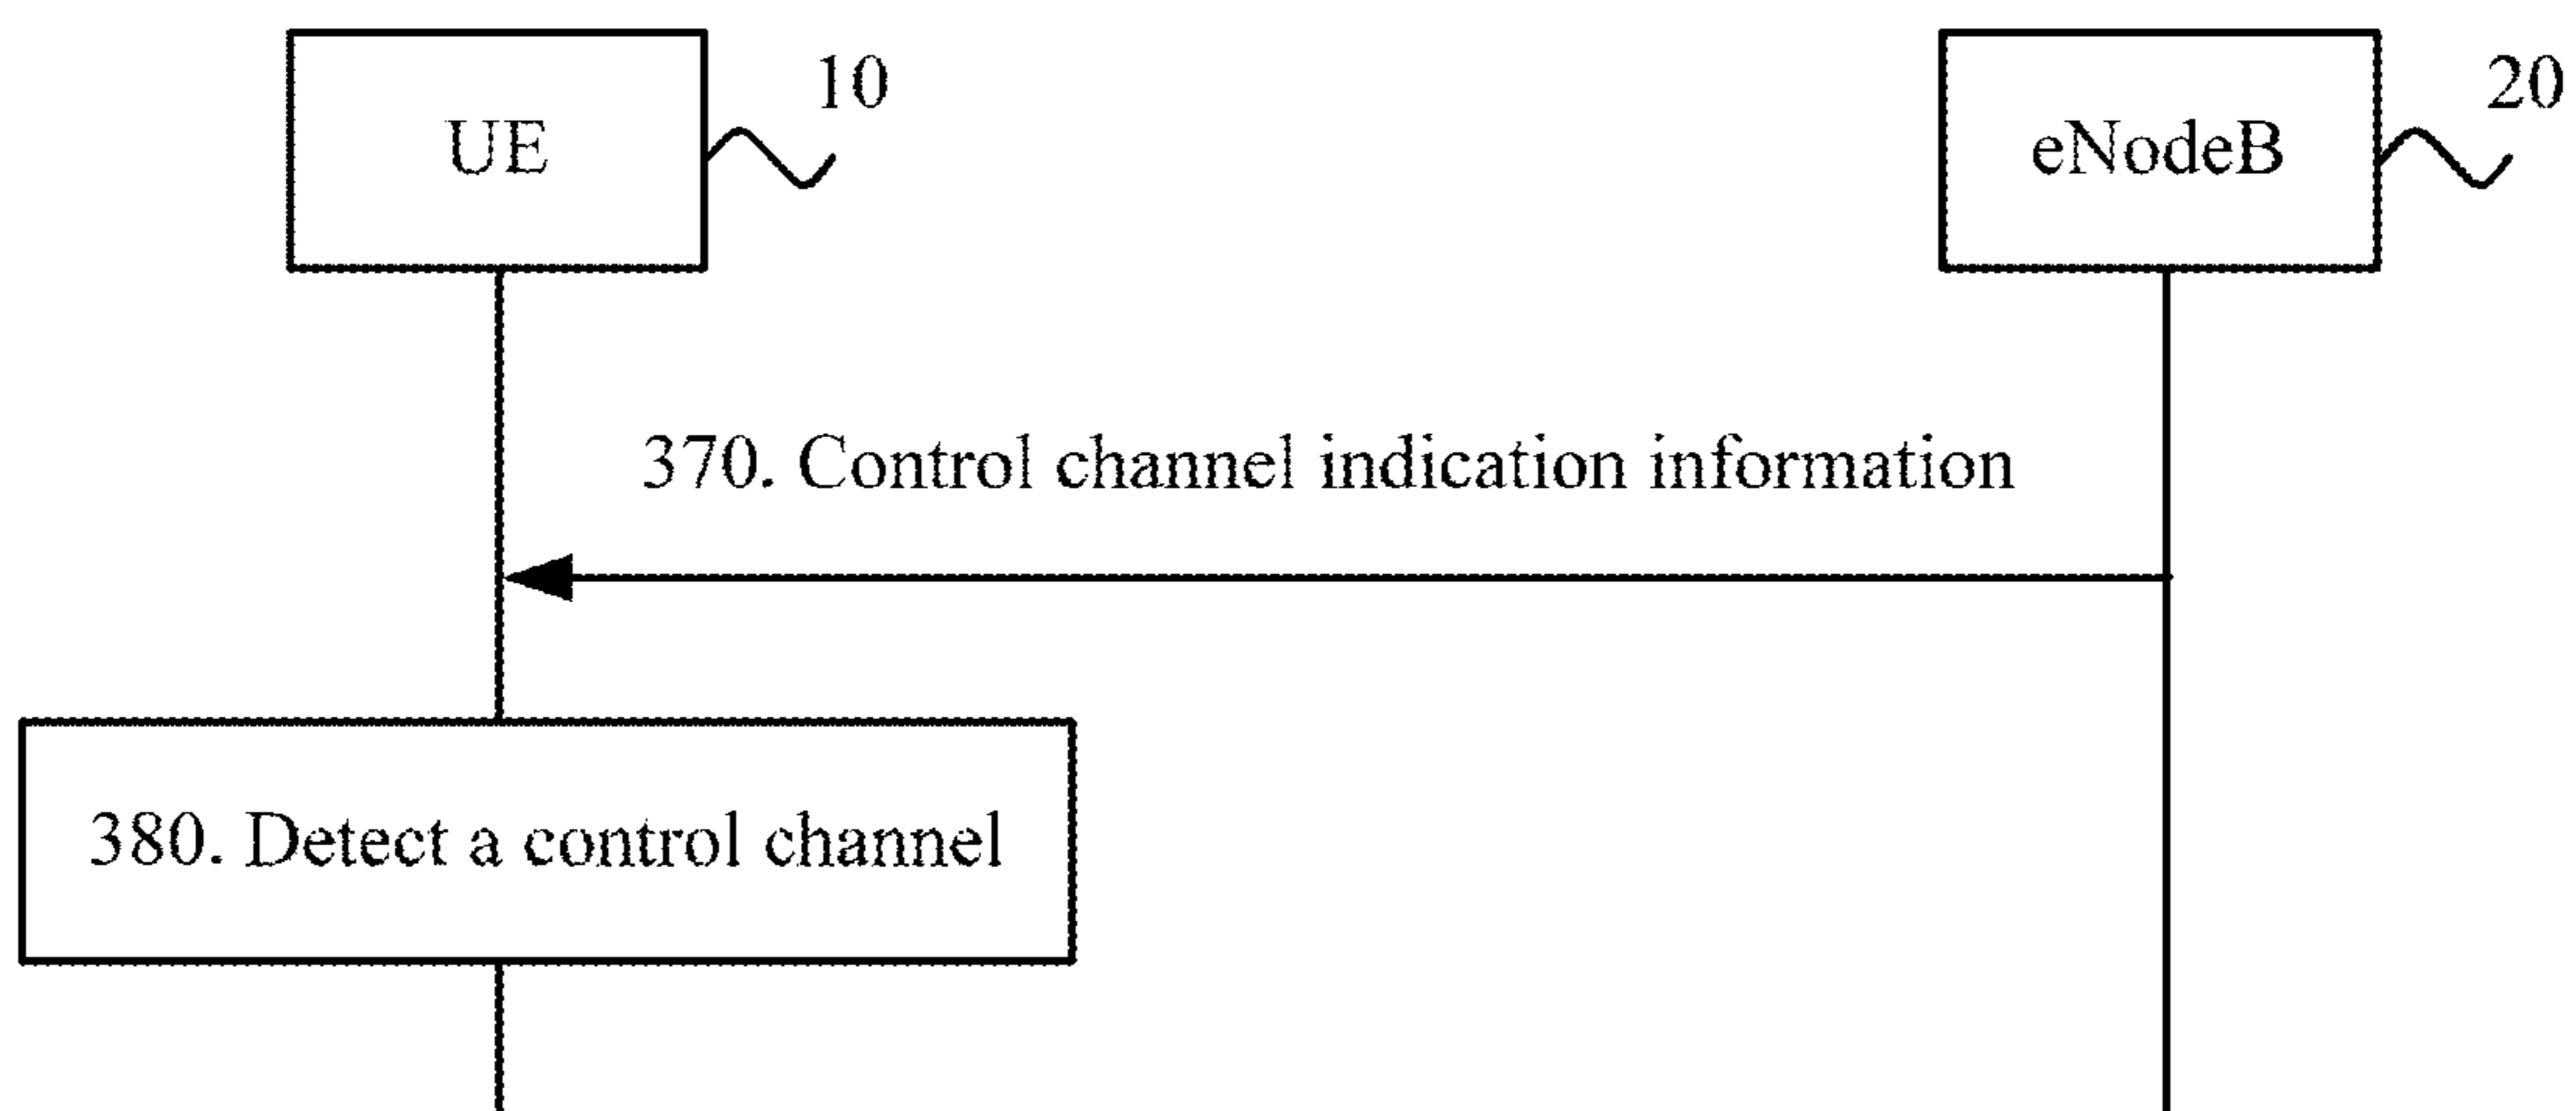 10
20
UE
eNodeB
370. Control channel indication information
380. Detect a control channel